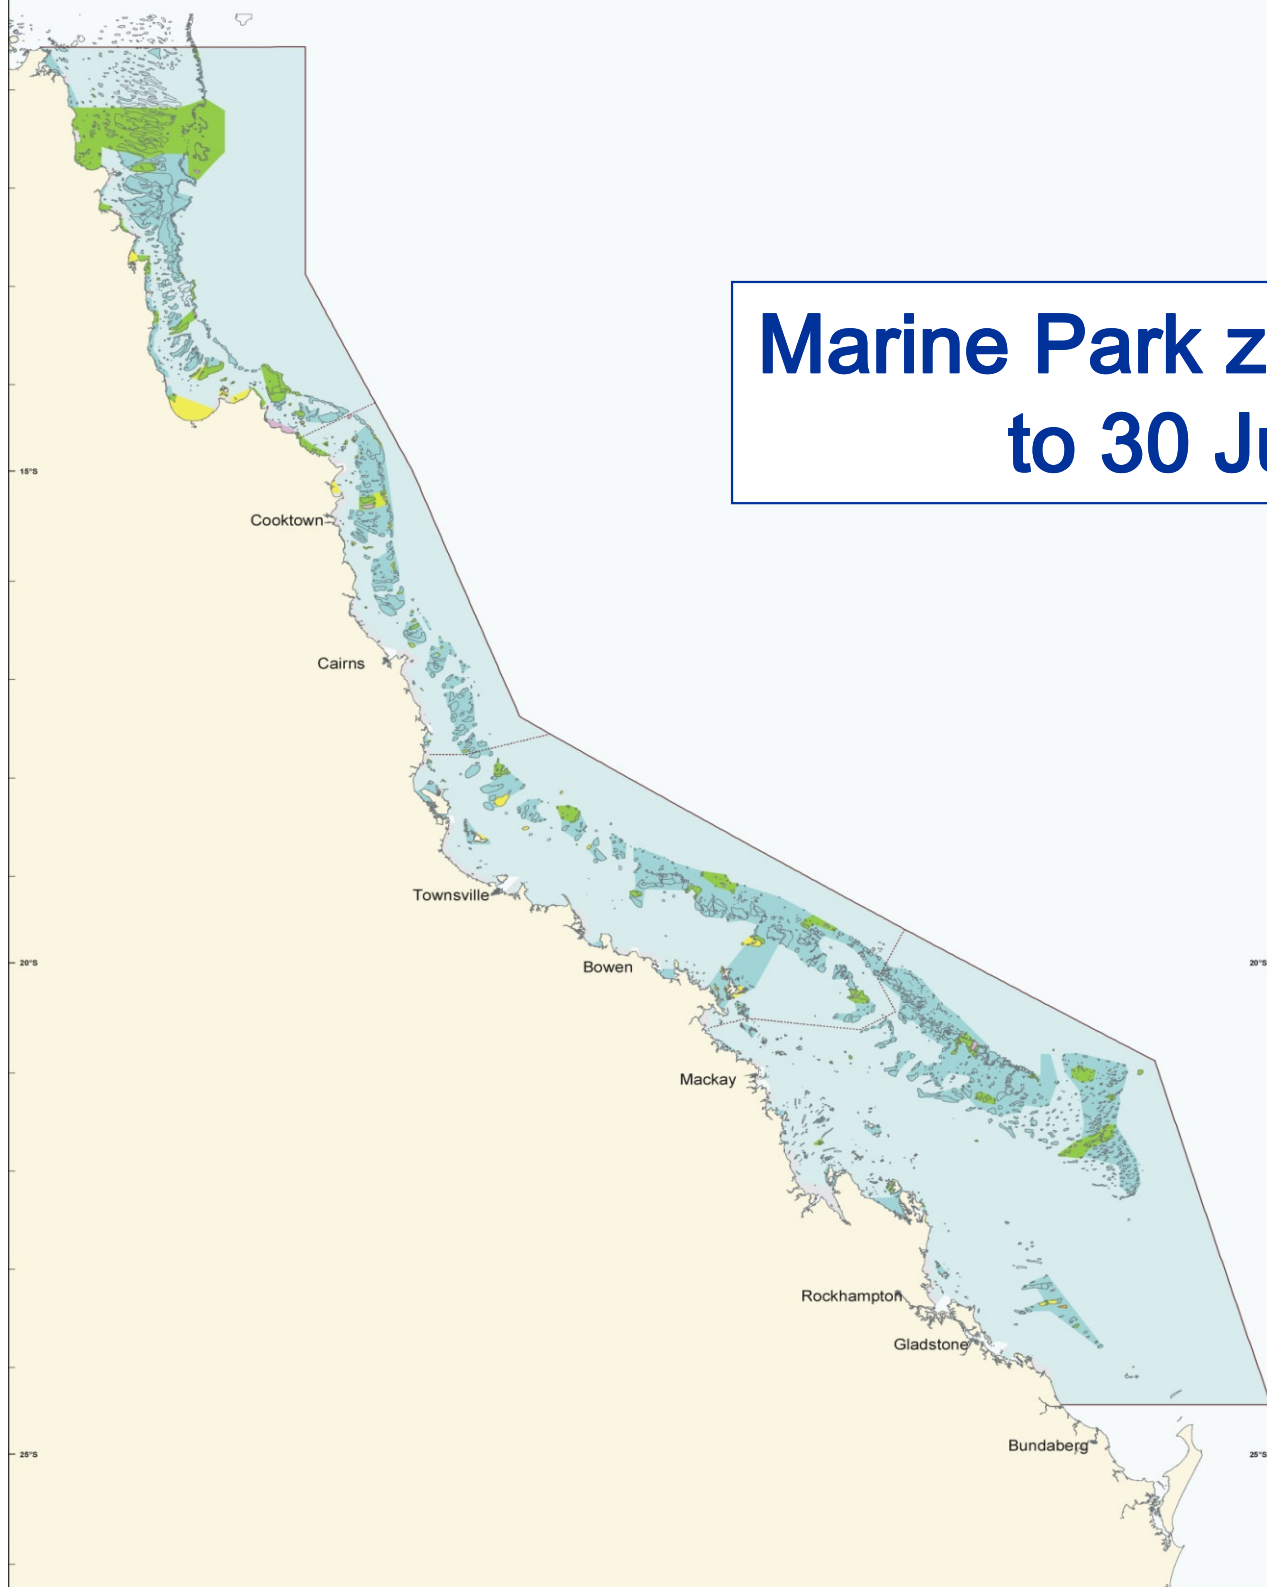 Marine Park z
to 30 Ju
15°S
Cooktown
Cairns
Townsville
Bowen
20°S
20°S
Mackay
Rockhampton
Gladstone
Bundaberg
25°S
25°S